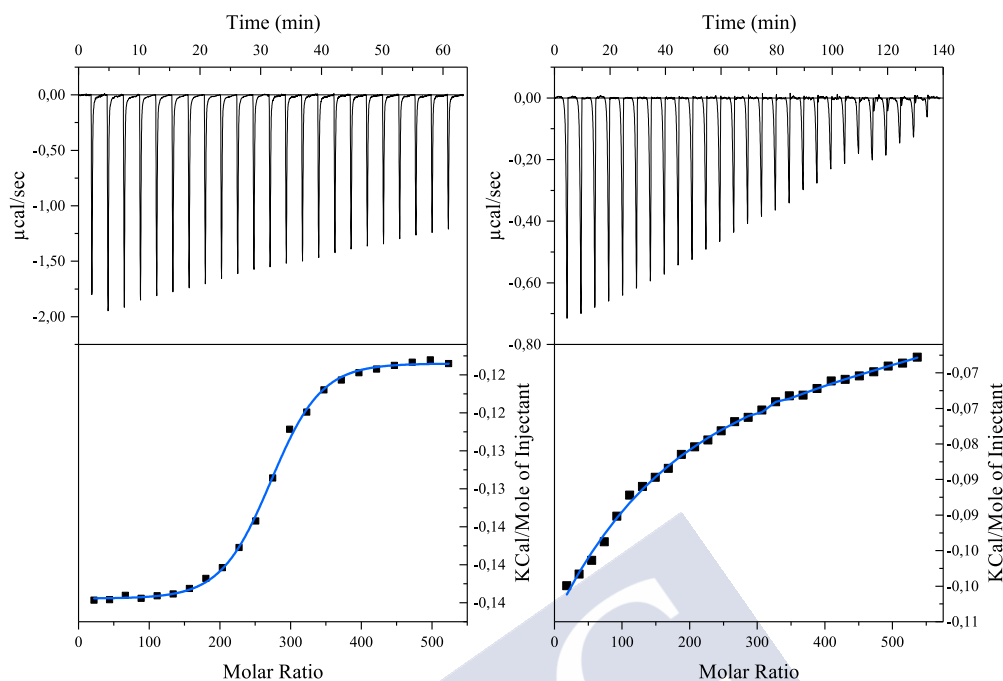 Time (min)
0 10 20 30 40 50 60
0,00
-0,50
-1,00
-1,50
-2,00
µcal/sec
-0,12
-0,12
-0,13
-0,13
-0,14
-0,14
-0,14
KCal/Mole of Injectant
0 100 200 300 400 500
Molar Ratio
Time (min)
0 20 40 60 80 100 120 140
0,00
-0,20
-0,40
-0,60
-0,80
µcal/sec
-0,07
-0,07
-0,08
-0,09
-0,09
-0,10
-0,10
-0,11
KCal/Mole of Injectant
0 100 200 300 400 500
Molar Ratio